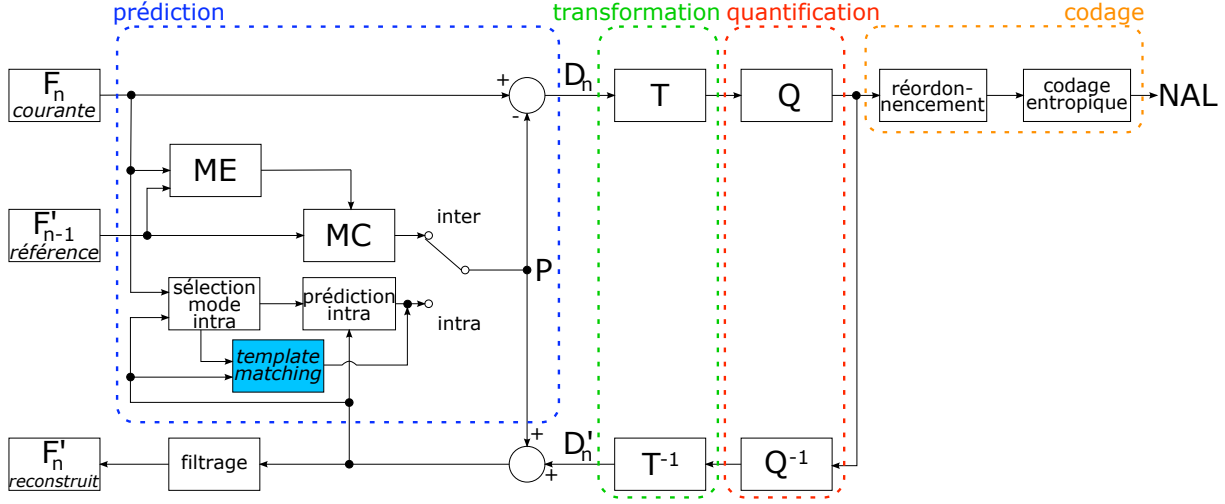 prédiction
transformation
quantification
codage
Fn
courante
+
-
Dn
T
Q
réordon-
nencement
codage
entropique
NAL
ME
F'n-1
référence
MC
inter
P
sélection
mode
intra
prédiction
intra
intra
template
matching
F'n
reconstruit
filtrage
+
+
D'n
T-1
Q-1